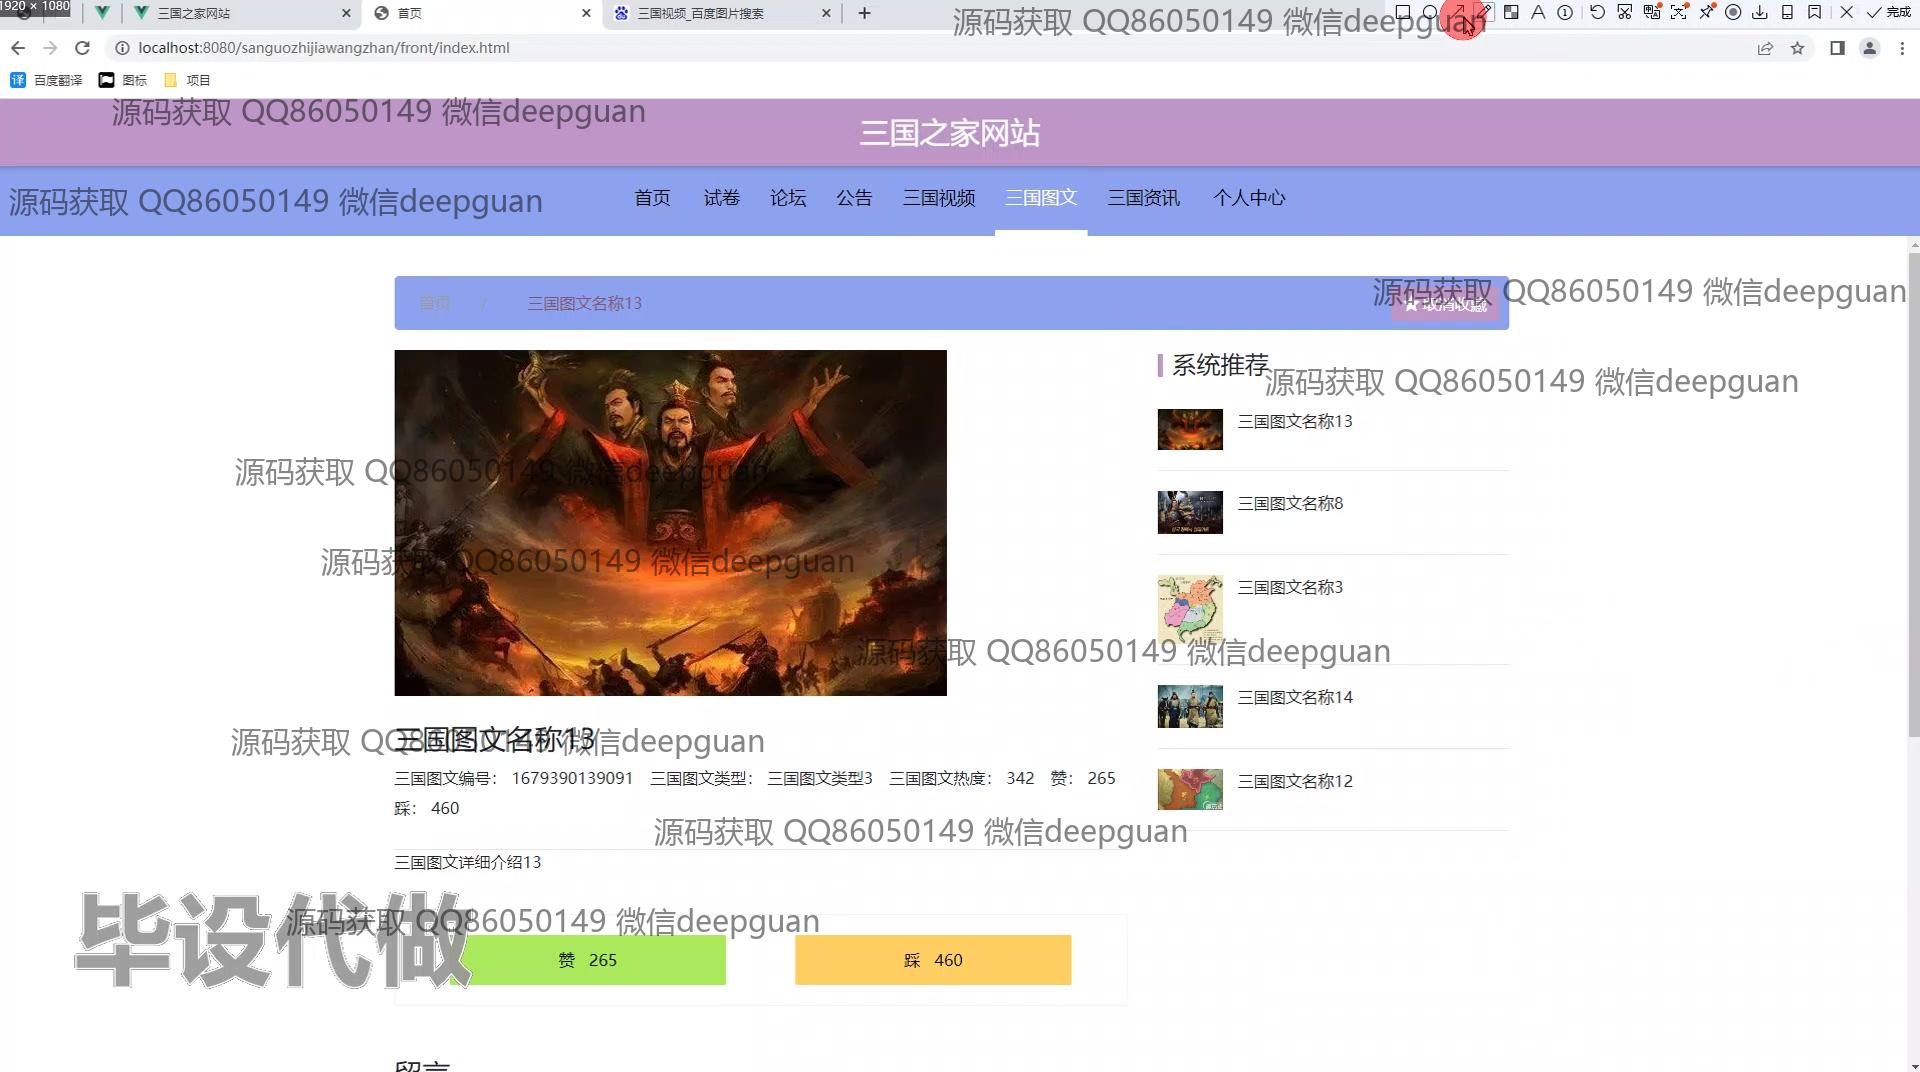 1920 × 1080
三国之家网站
首页
三国视频_百度图片搜索
完成
源码获取 QQ86050149 微信deepguan
localhost:8080/sanguozhijiawangzhan/front/index.html
百度翻译
图标
项目
源码获取 QQ86050149 微信deepguan
三国之家网站
源码获取 QQ86050149 微信deepguan
首页 试卷 论坛 公告 三国视频 三国图文 三国资讯 个人中心
首页 / 三国图文名称13
取消收藏
源码获取 QQ86050149 微信deepguan
系统推荐
源码获取 QQ86050149 微信deepguan
三国图文名称13
源码获取 QQ86050149 微信deepguan
三国图文名称8
源码获取 QQ86050149 微信deepguan
三国图文名称3
源码获取 QQ86050149 微信deepguan
三国图文名称14
源码获取 QQ86050149 微信deepguan
三国图文名称13
三国图文名称12
三国图文编号： 1679390139091 三国图文类型： 三国图文类型3 三国图文热度： 342 赞： 265
踩： 460
源码获取 QQ86050149 微信deepguan
三国图文详细介绍13
源码获取 QQ86050149 微信deepguan
毕设代做
赞 265
踩 460
留言